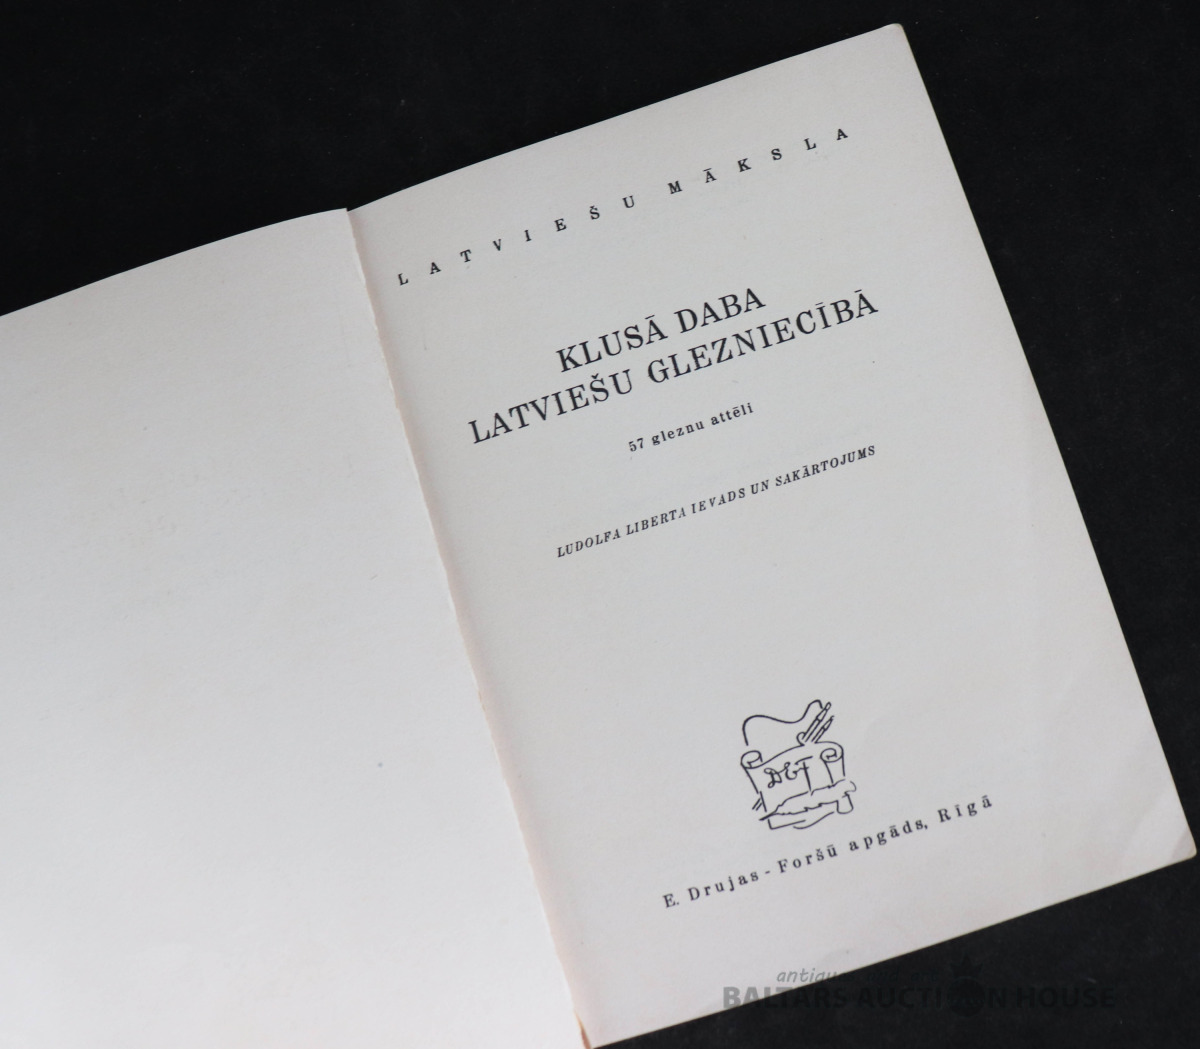 LATVIEŠU MĀKSLA
KLUSĀ DABA
LATVIEŠU GLEZNIECĪBĀ
57 gleznu attēli
LUDOLFA LIBERTA IEVADS UN SAKĀRTOJUMS
D&F
E. Drujas-Foršū apgāds, Rīgā
BALTARS AUCTION HOUSE